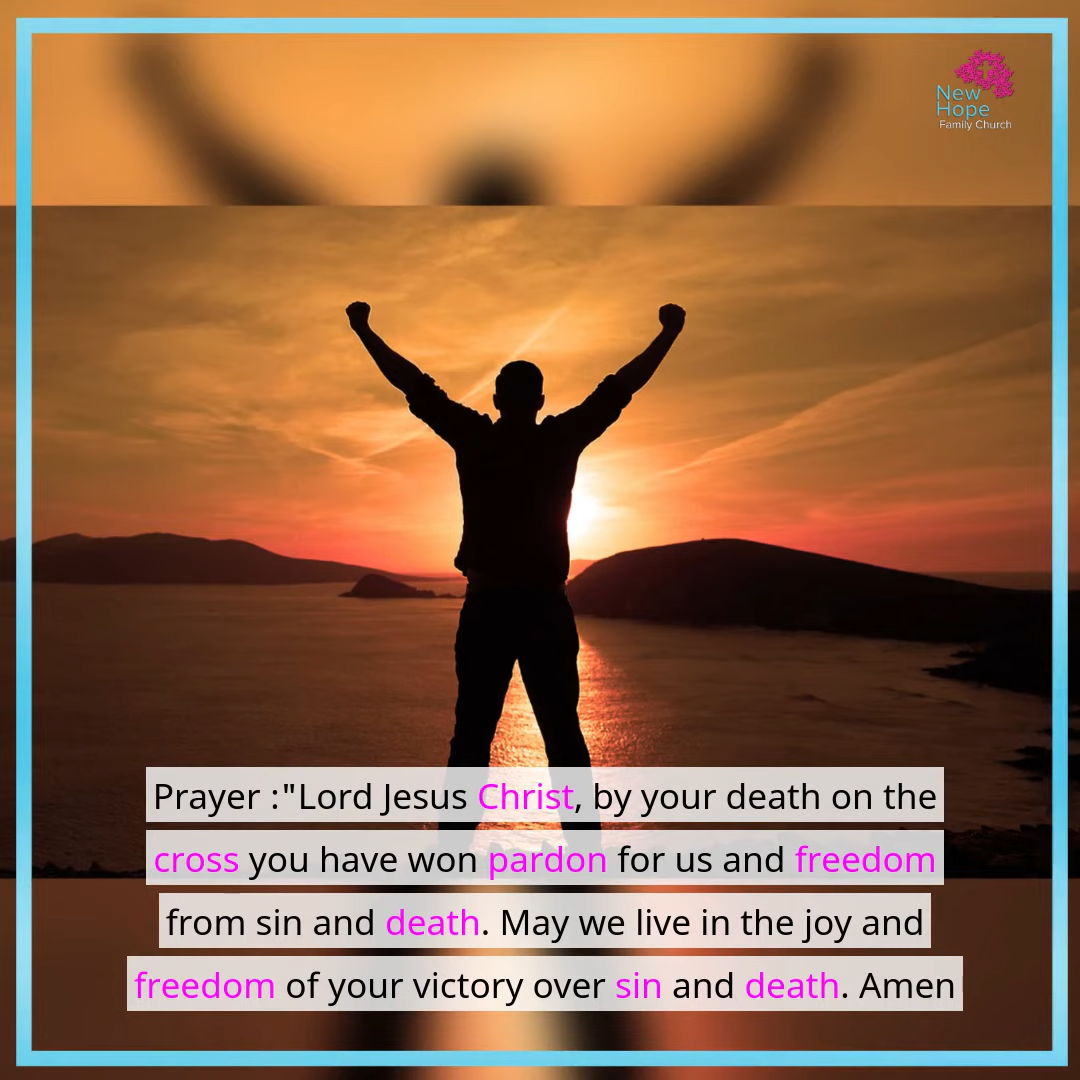 New
Hope
Family Church
Prayer :"Lord Jesus Christ, by your death on the
cross you have won pardon for us and freedom
from sin and death. May we live in the joy and
freedom of your victory over sin and death. Amen